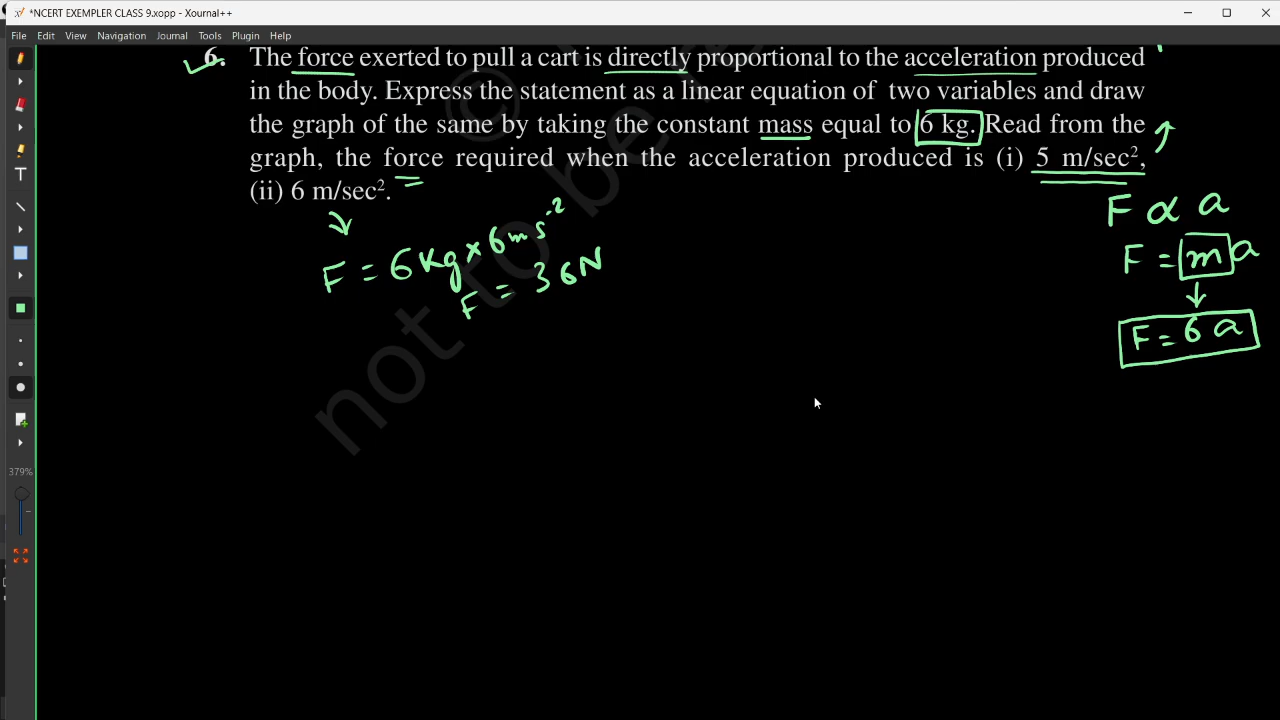 *NCERT EXEMPLER CLASS 9.xopp - Xournal++
File Edit View Navigation Journal Tools Plugin Help
6. The force exerted to pull a cart is directly proportional to the acceleration produced
in the body. Express the statement as a linear equation of two variables and draw
the graph of the same by taking the constant mass equal to 6 kg. Read from the
graph, the force required when the acceleration produced is (i) 5 m/sec², 
(ii) 6 m/sec².
F = 6 Kg × 6 m s⁻²
F = 36 N
F ∝ a
F = m a
F = 6 a
379%
©
not to be